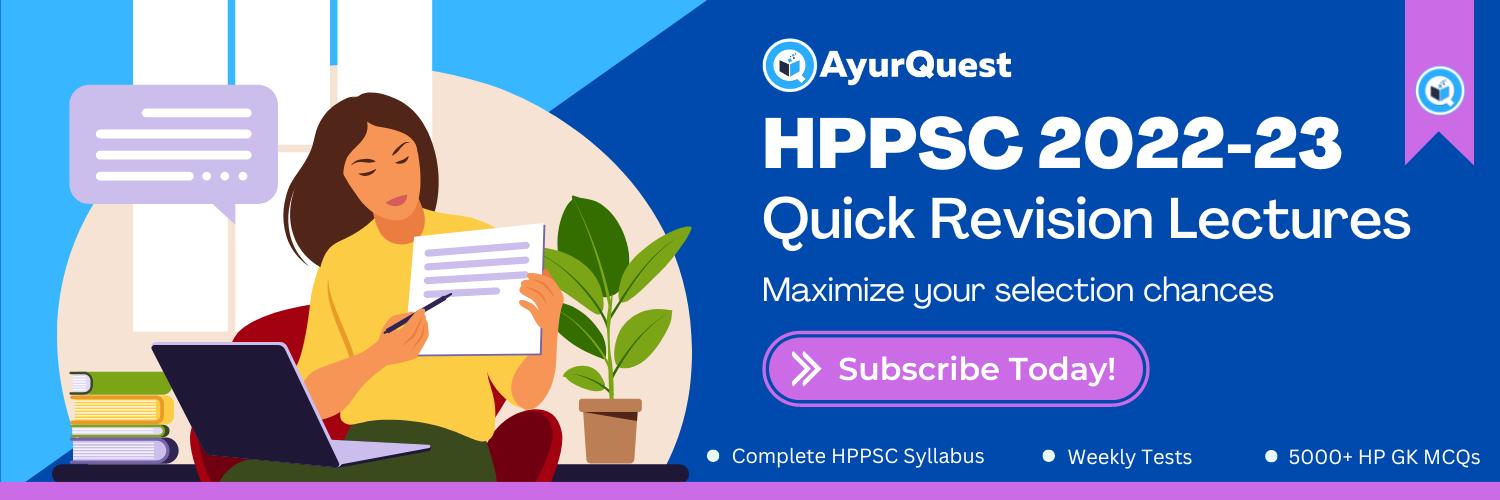 AyurQuest
HPPSC 2022-23
Quick Revision Lectures
Maximize your selection chances
Subscribe Today!
Complete HPPSC Syllabus
Weekly Tests
5000+ HP GK MCQs